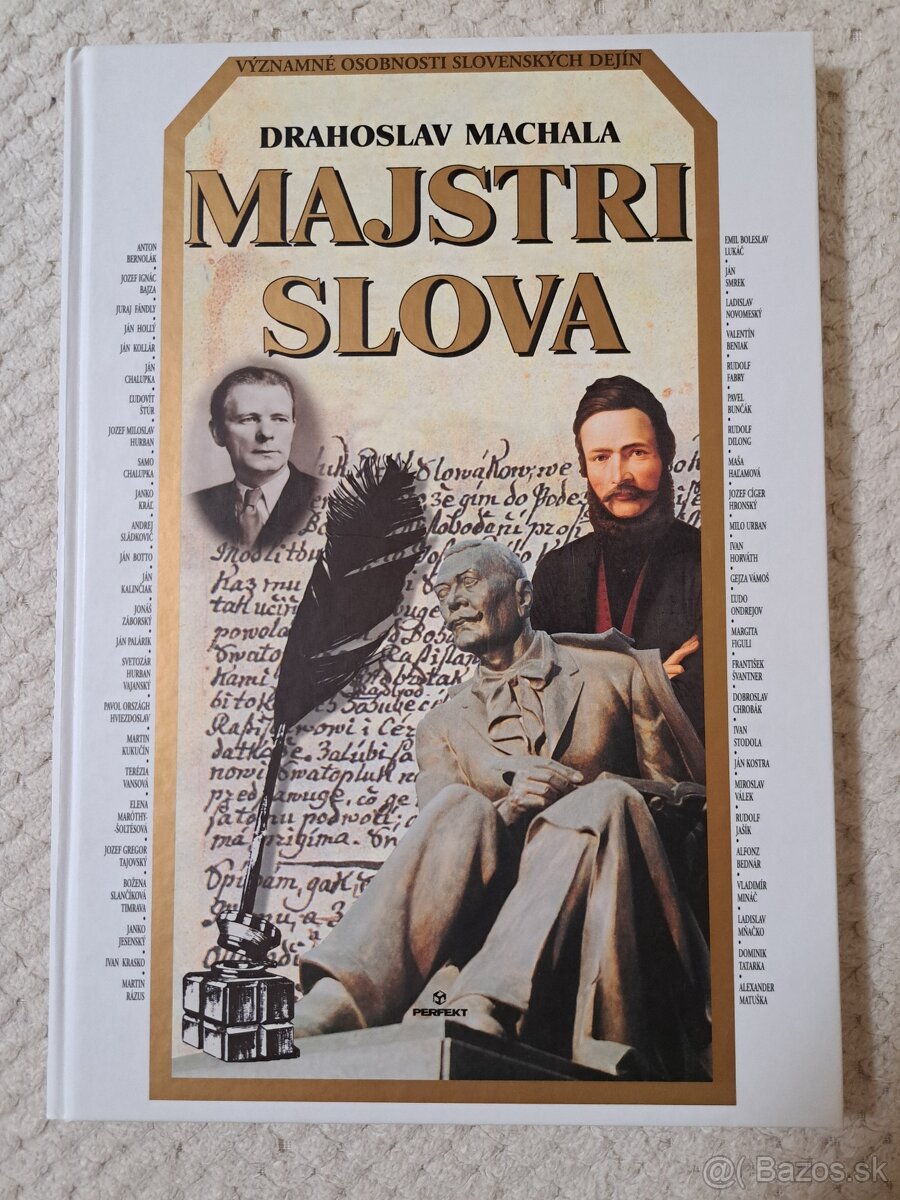 VÝZNAMNÉ OSOBNOSTI SLOVENSKÝCH DEJÍN
DRAHOSLAV MACHALA
MAJSTRI
SLOVA
ANTON
BERNOLÁK
JOZEF IGNÁC
BAJZA
JURAJ FÁNDLY
JÁN HOLLÝ
JÁN KOLLÁR
JÁN
CHALUPKA
ĽUDOVÍT
ŠTÚR
JOZEF MILOSLAV
HURBAN
SAMO
CHALUPKA
JANKO
KRÁĽ
ANDREJ
SLÁDKOVIČ
JÁN BOTTO
JÁN
KALINČIAK
JONÁŠ
ZÁBORSKÝ
JÁN PALÁRIK
SVETOZÁR
HURBAN
VAJANSKÝ
PAVOL ORSZÁGH
HVIEZDOSLAV
MARTIN
KUKUČÍN
TERÉZIA
VANSOVÁ
ELENA
MARÓTHY-
-ŠOLTÉSOVÁ
JOZEF GREGOR
TAJOVSKÝ
BOŽENA
SLANČÍKOVÁ
TIMRAVA
JANKO
JESENSKÝ
IVAN KRASKO
MARTIN
RÁZUS
EMIL BOLESLAV
LUKÁČ
JÁN
SMREK
LADISLAV
NOVOMESKÝ
VALENTÍN
BENIAK
RUDOLF
FABRY
PAVEL
BUNČÁK
RUDOLF
DILONG
MAŠA
HAĽAMOVÁ
JOZEF CÍGER
HRONSKÝ
MILO URBAN
IVAN
HORVÁTH
GEJZA VÁMOŠ
ĽUDO
ONDREJOV
MARGITA
FIGULI
FRANTIŠEK
ŠVANTNER
DOBROSLAV
CHROBÁK
IVAN
STODOLA
JÁN KOSTRA
MIROSLAV
VÁLEK
RUDOLF
JAŠÍK
ALFONZ
BEDNÁR
VLADIMÍR
MINÁČ
LADISLAV
MŇAČKO
DOMINIK
TATARKA
ALEXANDER
MATUŠKA
PERFEKT
@( Bazos.sk